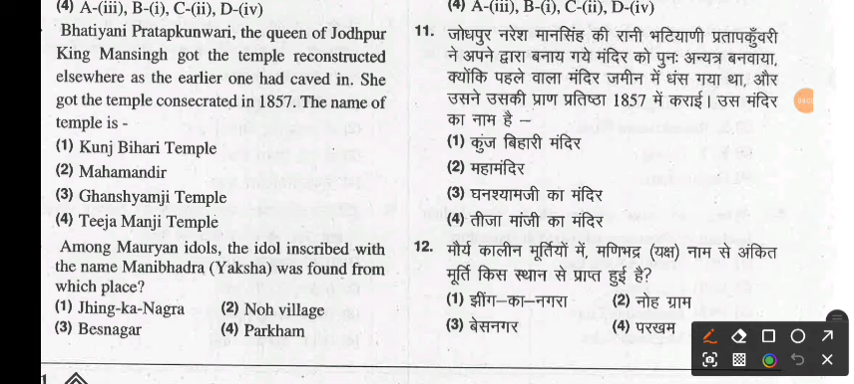 (4) A-(iii), B-(i), C-(ii), D-(iv)
Bhatiyani Pratapkunwari, the queen of Jodhpur
King Mansingh got the temple reconstructed
elsewhere as the earlier one had caved in. She
got the temple consecrated in 1857. The name of
temple is -
(1) Kunj Bihari Temple
(2) Mahamandir
(3) Ghanshyamji Temple
(4) Teeja Manji Temple
Among Mauryan idols, the idol inscribed with
the name Manibhadra (Yaksha) was found from
which place?
(1) Jhing-ka-Nagra (2) Noh village
(3) Besnagar (4) Parkham
(4) A-(iii), B-(i), C-(ii), D-(iv)
11. जोधपुर नरेश मानसिंह की रानी भटियाणी प्रतापकुँवरी
ने अपने द्वारा बनाय गये मंदिर को पुनः अन्यत्र बनवाया,
क्योंकि पहले वाला मंदिर जमीन में धंस गया था, और
उसने उसकी प्राण प्रतिष्ठा 1857 में कराई। उस मंदिर
का नाम है –
(1) कुंज बिहारी मंदिर
(2) महामंदिर
(3) घनश्यामजी का मंदिर
(4) तीजा मांजी का मंदिर
12. मौर्य कालीन मूर्तियों में, मणिभद्र (यक्ष) नाम से अंकित
मूर्ति किस स्थान से प्राप्त हुई है?
(1) झींग–का–नगरा (2) नोह ग्राम
(3) बेसनगर (4) परखम